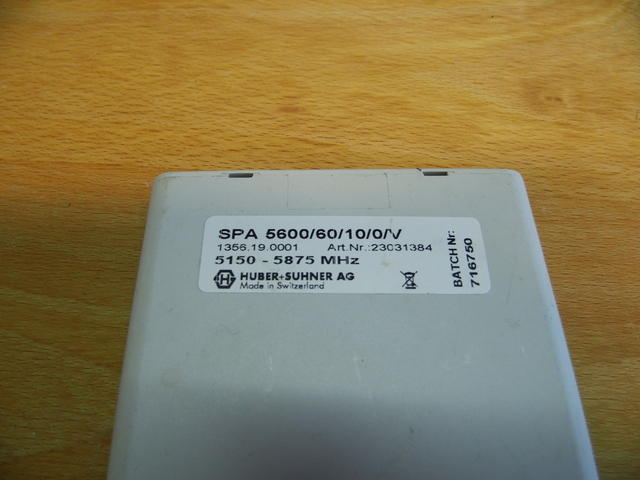 SPA 5600/60/10/0/V
1356.19.0001 Art.Nr.:23031384
5150 - 5875 MHz
H HUBER+SUHNER AG
Made in Switzerland
BATCH Nr:
716750